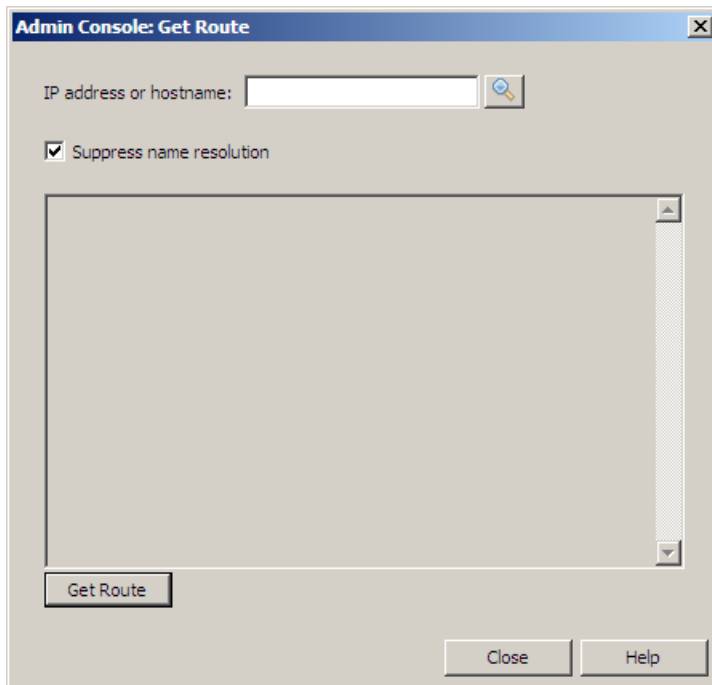 Admin Console: Get Route
IP address or hostname:
Suppress name resolution
Get Route
Close Help